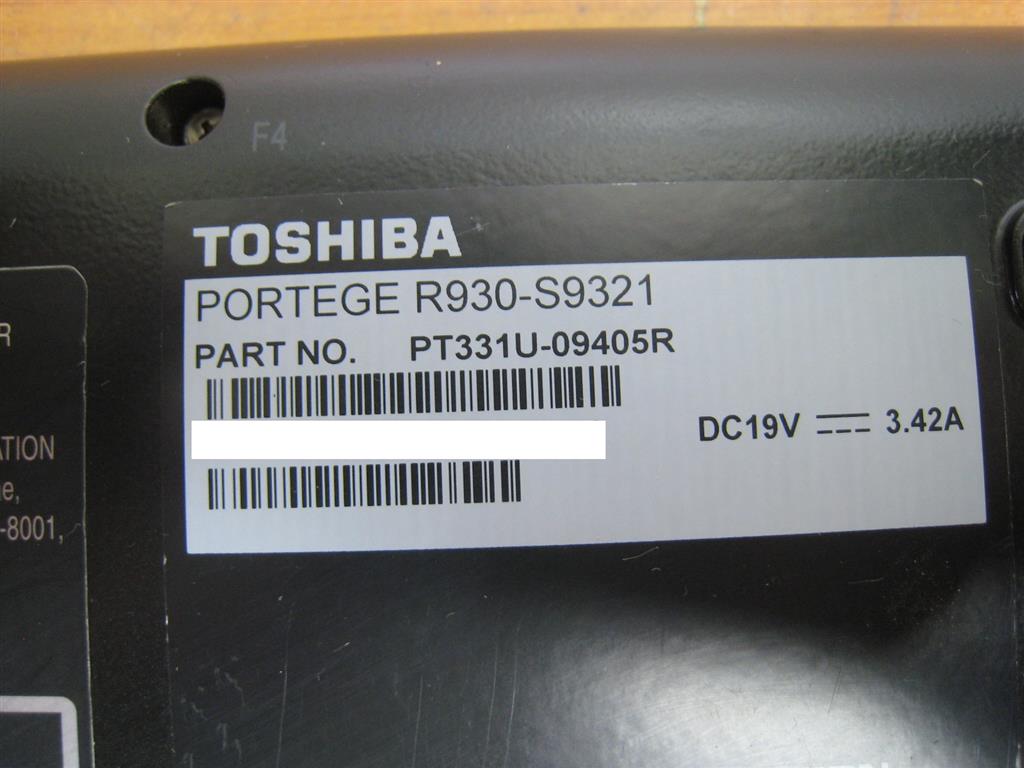 F4
TOSHIBA
PORTEGE R930-S9321
PART NO. PT331U-09405R
DC19V 3.42A
R
ATION
e,
-8001,